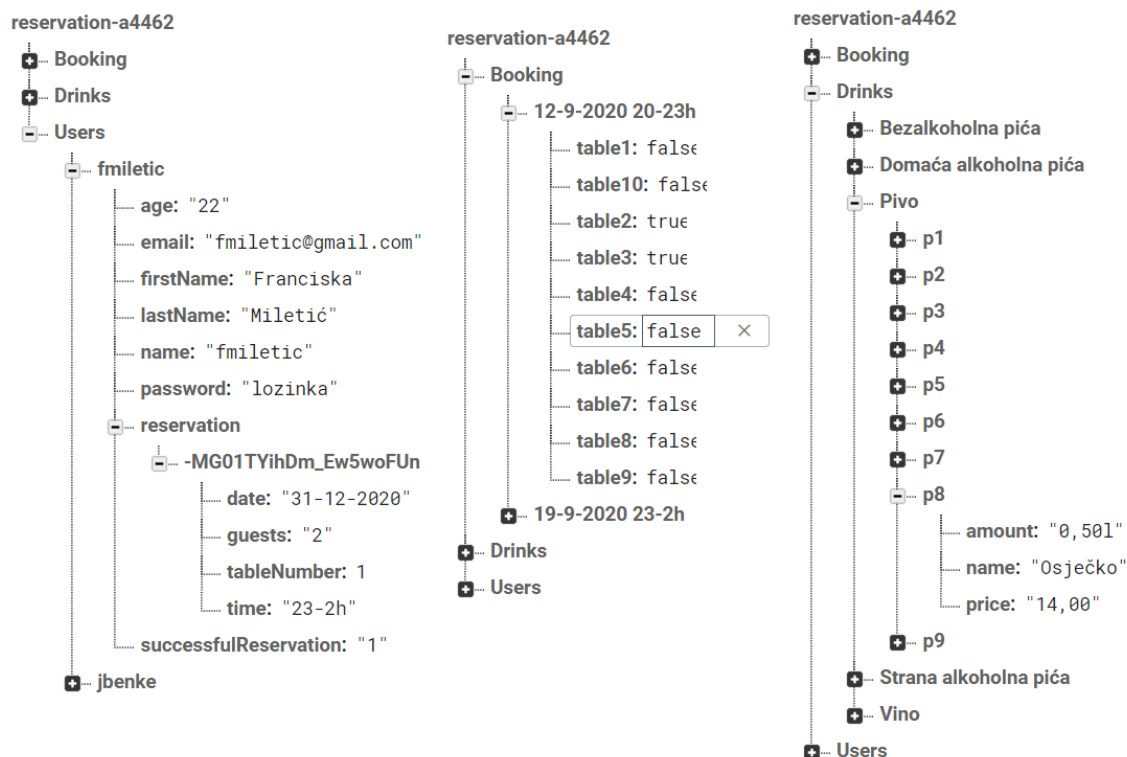 reservation-a4462
Booking
Drinks
Users
fmiletic
age: "22"
email: "fmiletic@gmail.com"
firstName: "Franciska"
lastName: "Miletić"
name: "fmiletic"
password: "lozinka"
reservation
-MG01TYihDm_Ew5woFUn
date: "31-12-2020"
guests: "2"
tableNumber: 1
time: "23-2h"
successfulReservation: "1"
jbenke
reservation-a4462
Booking
12-9-2020 20-23h
table1: false
table10: false
table2: true
table3: true
table4: false
table5: false ×
table6: false
table7: false
table8: false
table9: false
19-9-2020 23-2h
Drinks
Users
reservation-a4462
Booking
Drinks
Bezalkoholna pića
Domaća alkoholna pića
Pivo
p1
p2
p3
p4
p5
p6
p7
p8
amount: "0,50l"
name: "Osječko"
price: "14,00"
p9
Strana alkoholna pića
Vino
Users